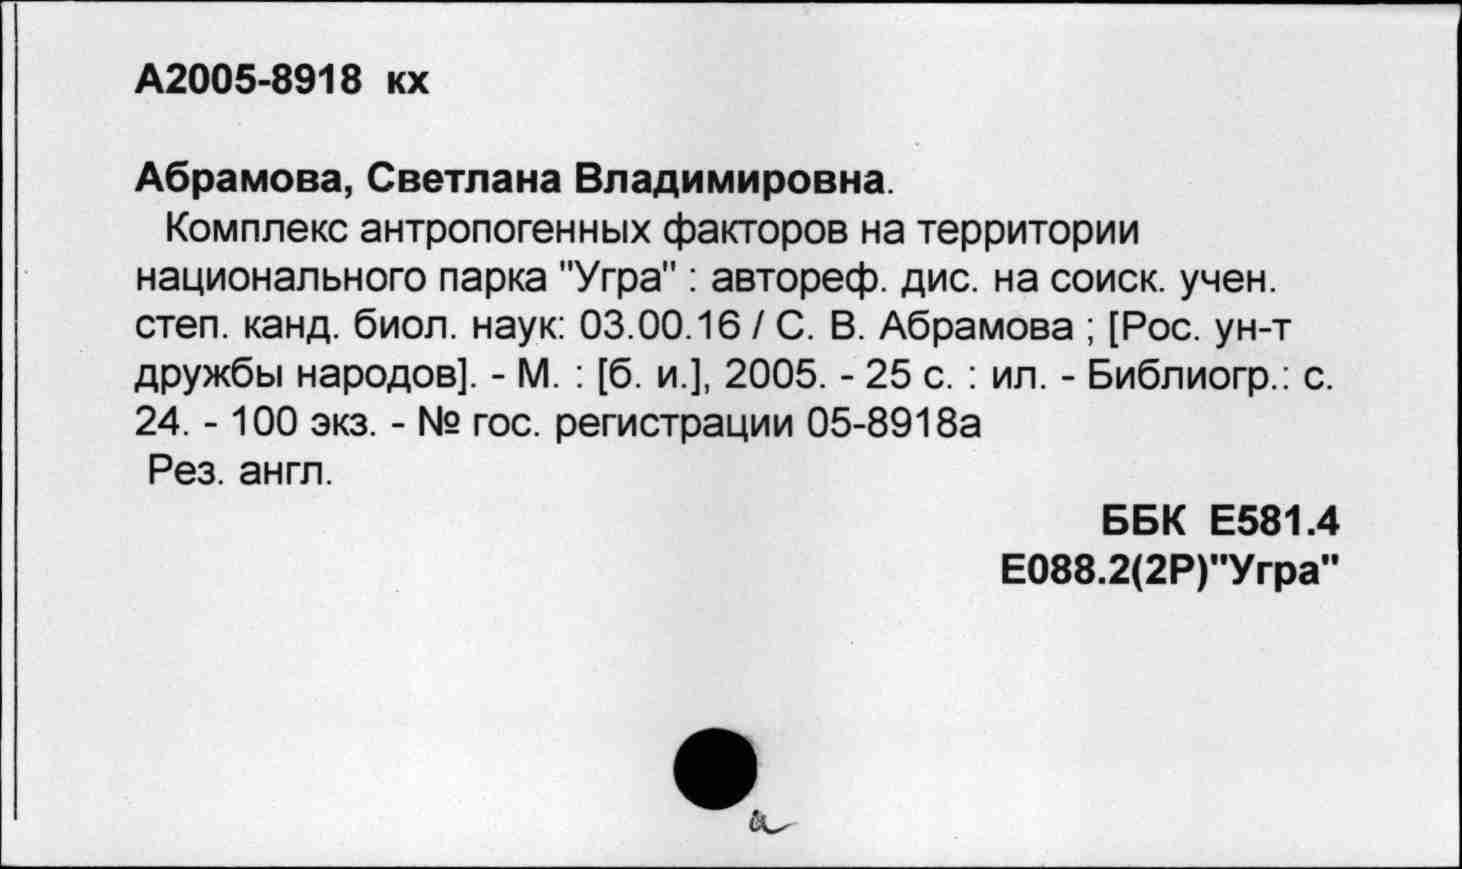 А2005-8918 кх
Абрамова, Светлана Владимировна.
Комплекс антропогенных факторов на территории
национального парка "Угра" : автореф. дис. на соиск. учен.
степ. канд. биол. наук: 03.00.16 / С. В. Абрамова ; [Рос. ун-т
дружбы народов]. - М. : [б. и.], 2005. - 25 с. : ил. - Библиогр.: с.
24. - 100 экз. - № гос. регистрации 05-8918а
Рез. англ.
ББК Е581.4
Е088.2(2Р)"Угра"
а